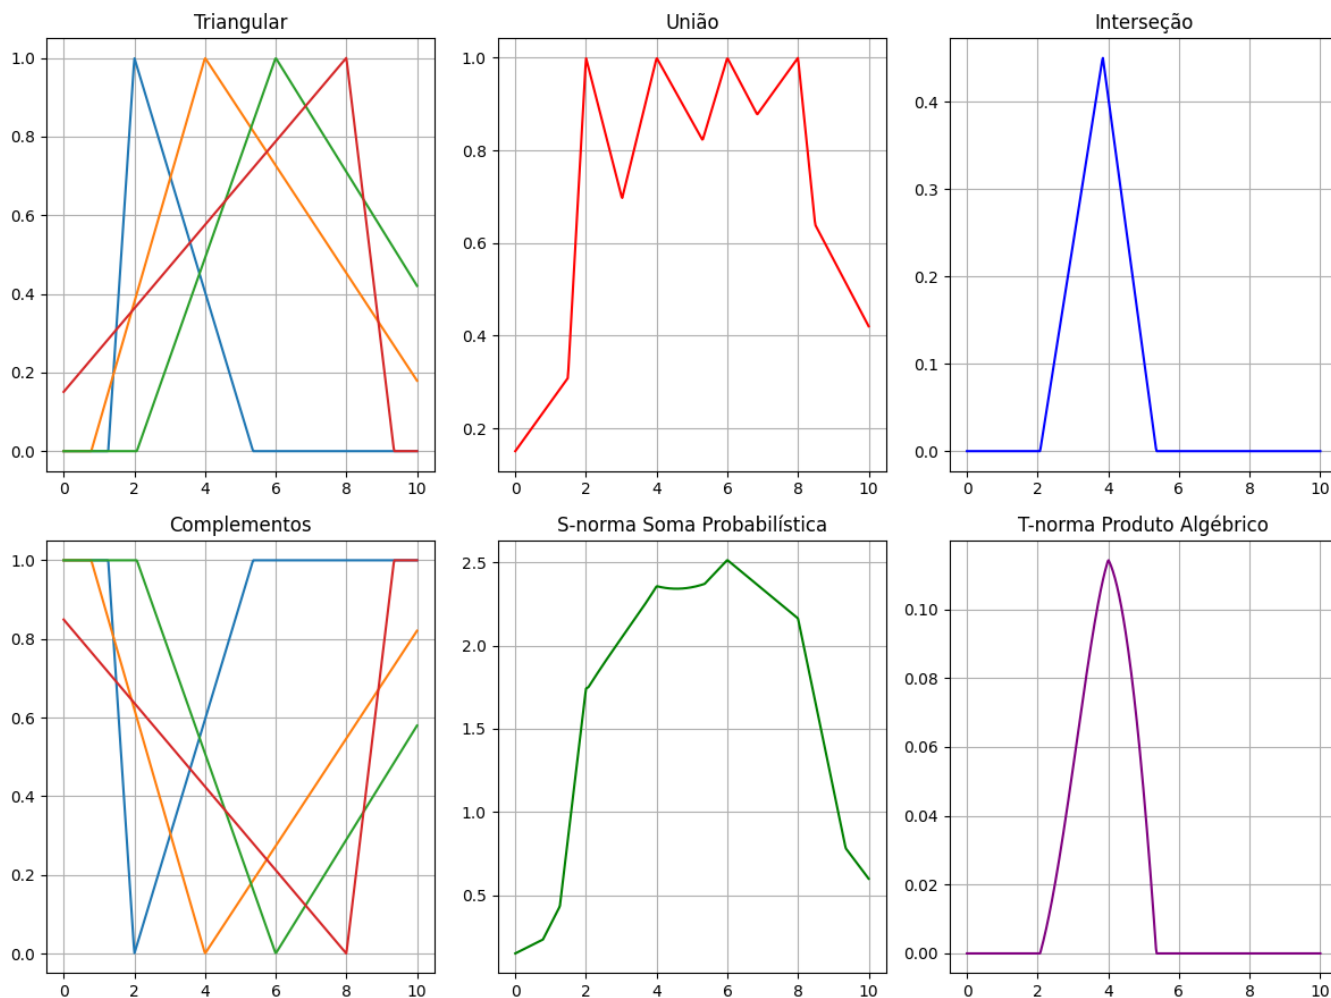 Triangular
1.0
0.8
0.6
0.4
0.2
0.0
0 2 4 6 8 10
União
1.0
0.8
0.6
0.4
0.2
0 2 4 6 8 10
Interseção
0.4
0.3
0.2
0.1
0.0
0 2 4 6 8 10
Complementos
1.0
0.8
0.6
0.4
0.2
0.0
0 2 4 6 8 10
S-norma Soma Probabilística
2.5
2.0
1.5
1.0
0.5
0 2 4 6 8 10
T-norma Produto Algébrico
0.10
0.08
0.06
0.04
0.02
0.00
0 2 4 6 8 10